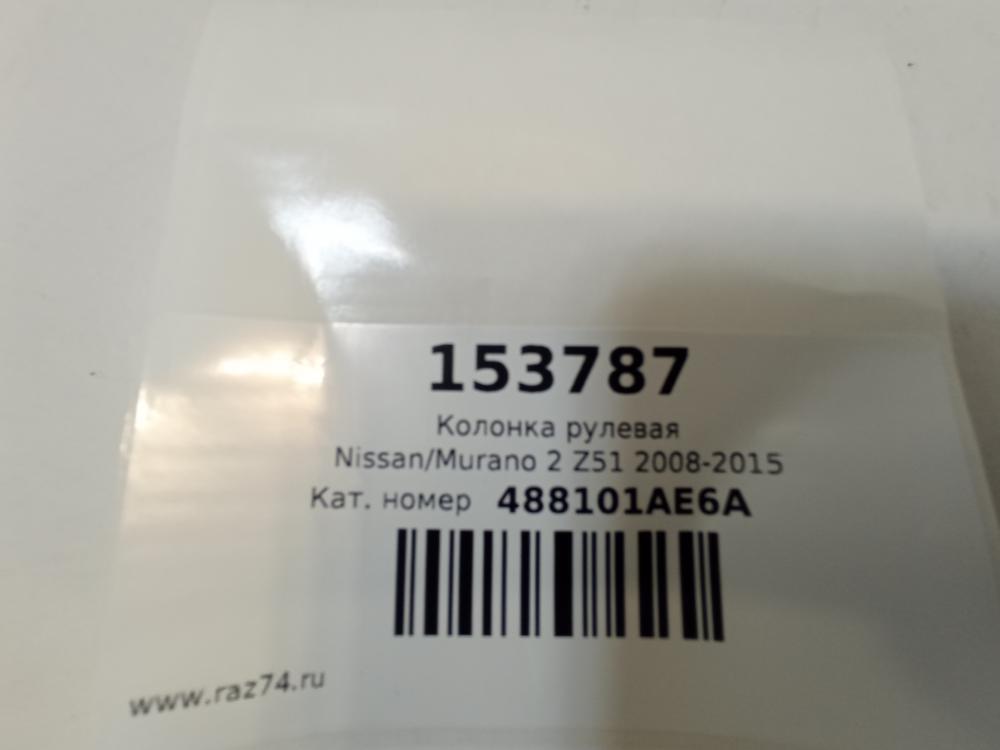 153787
Колонка рулевая
Nissan/Murano 2 Z51 2008-2015
Кат. номер 488101AE6A
www.raz74.ru